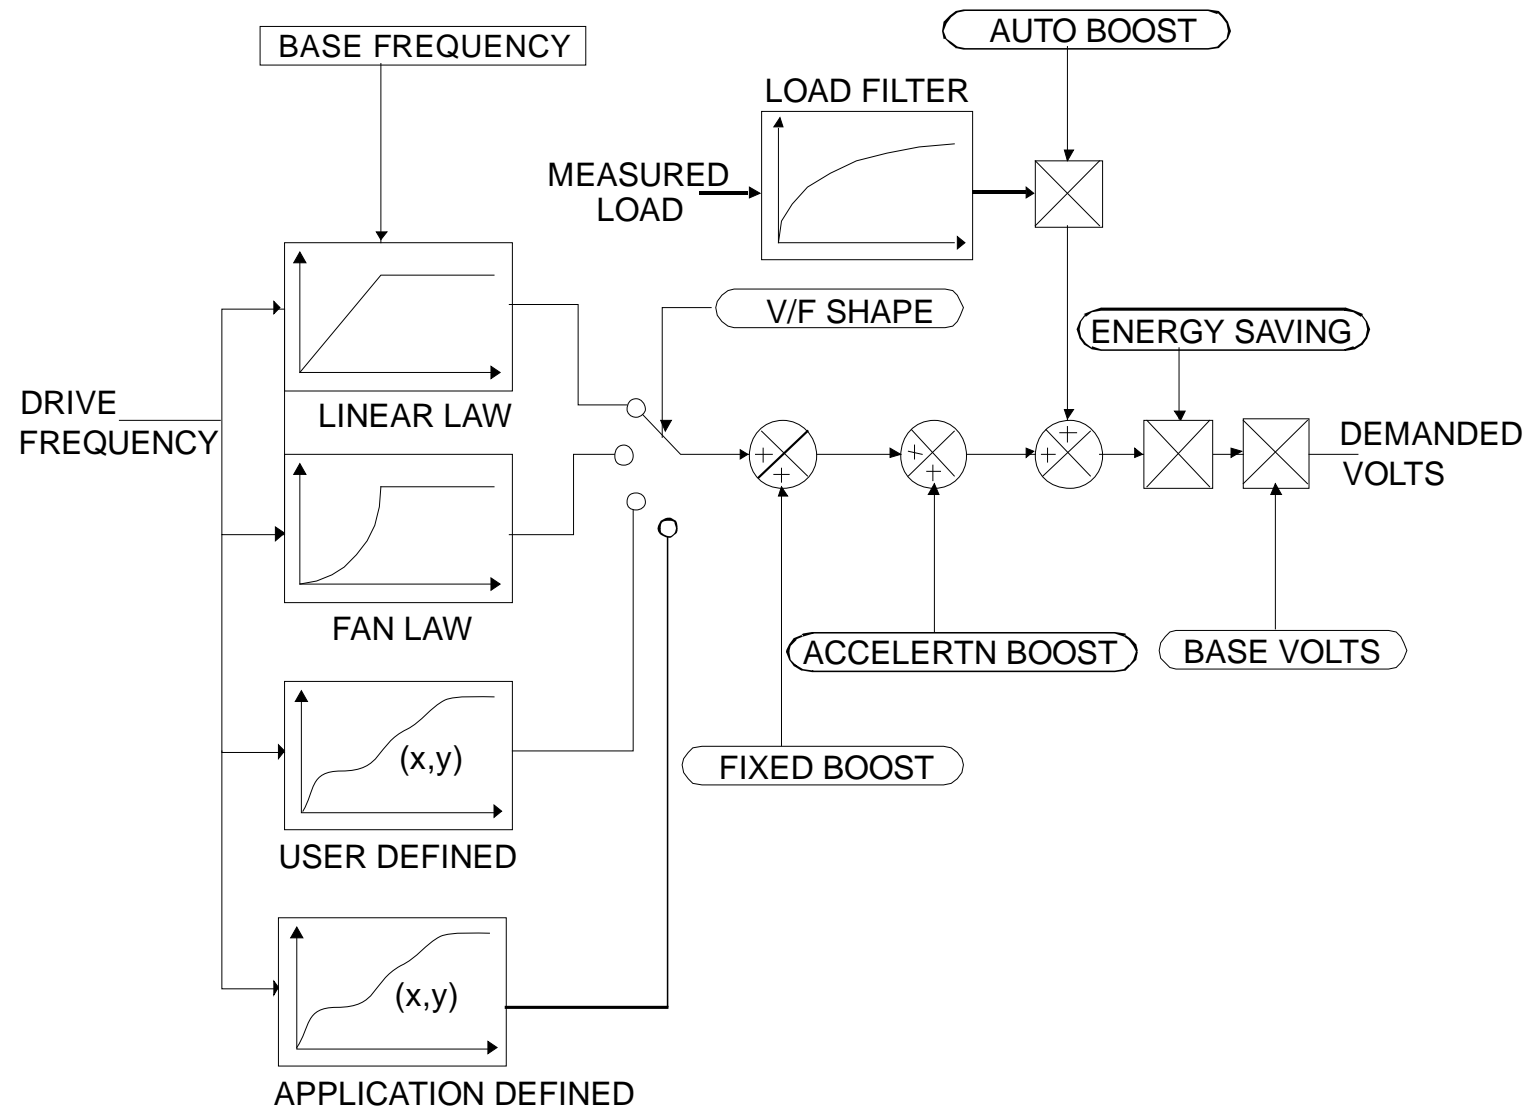 BASE FREQUENCY
AUTO BOOST
LOAD FILTER
MEASURED
LOAD
V/F SHAPE
ENERGY SAVING
DRIVE
FREQUENCY
LINEAR LAW
DEMANDED
VOLTS
+
+
+
+
+
+
FAN LAW
ACCELERTN BOOST
BASE VOLTS
(x,y)
FIXED BOOST
USER DEFINED
(x,y)
APPLICATION DEFINED